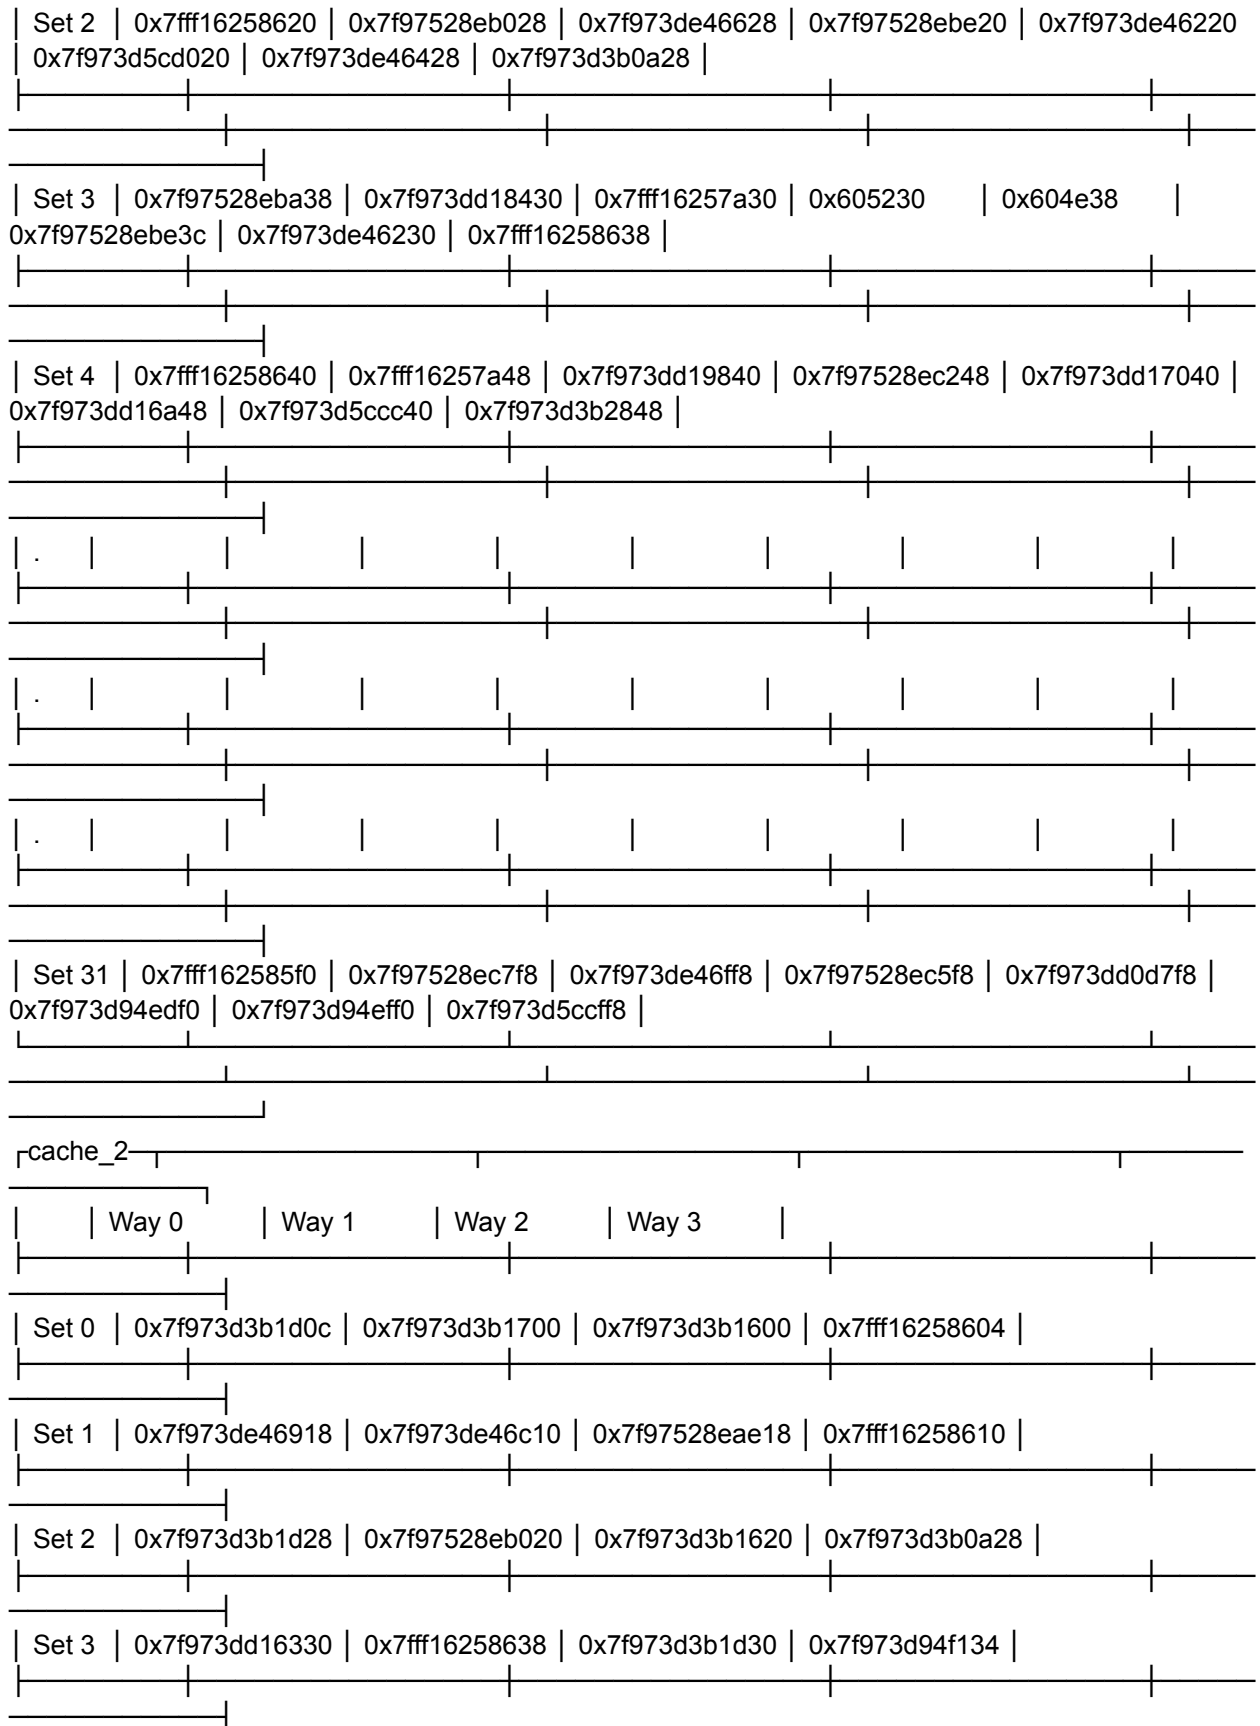 │ Set 2 │ 0x7fff16258620 │ 0x7f97528eb028 │ 0x7f973de46628 │ 0x7f97528ebe20 │ 0x7f973de46220
│ 0x7f973d5cd020 │ 0x7f973de46428 │ 0x7f973d3b0a28 │
│ Set 3 │ 0x7f97528eba38 │ 0x7f973dd18430 │ 0x7fff16257a30 │ 0x605230 │ 0x604e38 │
0x7f97528ebe3c │ 0x7f973de46230 │ 0x7fff16258638 │
│ Set 4 │ 0x7fff16258640 │ 0x7fff16257a48 │ 0x7f973dd19840 │ 0x7f97528ec248 │ 0x7f973dd17040 │
0x7f973dd16a48 │ 0x7f973d5ccc40 │ 0x7f973d3b2848 │
│ . │ │ │ │ │ │ │ │ │
│ . │ │ │ │ │ │ │ │ │
│ . │ │ │ │ │ │ │ │ │
│ Set 31 │ 0x7fff162585f0 │ 0x7f97528ec7f8 │ 0x7f973de46ff8 │ 0x7f97528ec5f8 │ 0x7f973dd0d7f8 │
0x7f973d94edf0 │ 0x7f973d94eff0 │ 0x7f973d5ccff8 │
cache_2
│ │ Way 0 │ Way 1 │ Way 2 │ Way 3 │
│ Set 0 │ 0x7f973d3b1d0c │ 0x7f973d3b1700 │ 0x7f973d3b1600 │ 0x7fff16258604 │
│ Set 1 │ 0x7f973de46918 │ 0x7f973de46c10 │ 0x7f97528eae18 │ 0x7fff16258610 │
│ Set 2 │ 0x7f973d3b1d28 │ 0x7f97528eb020 │ 0x7f973d3b1620 │ 0x7f973d3b0a28 │
│ Set 3 │ 0x7f973dd16330 │ 0x7fff16258638 │ 0x7f973d3b1d30 │ 0x7f973d94f134 │